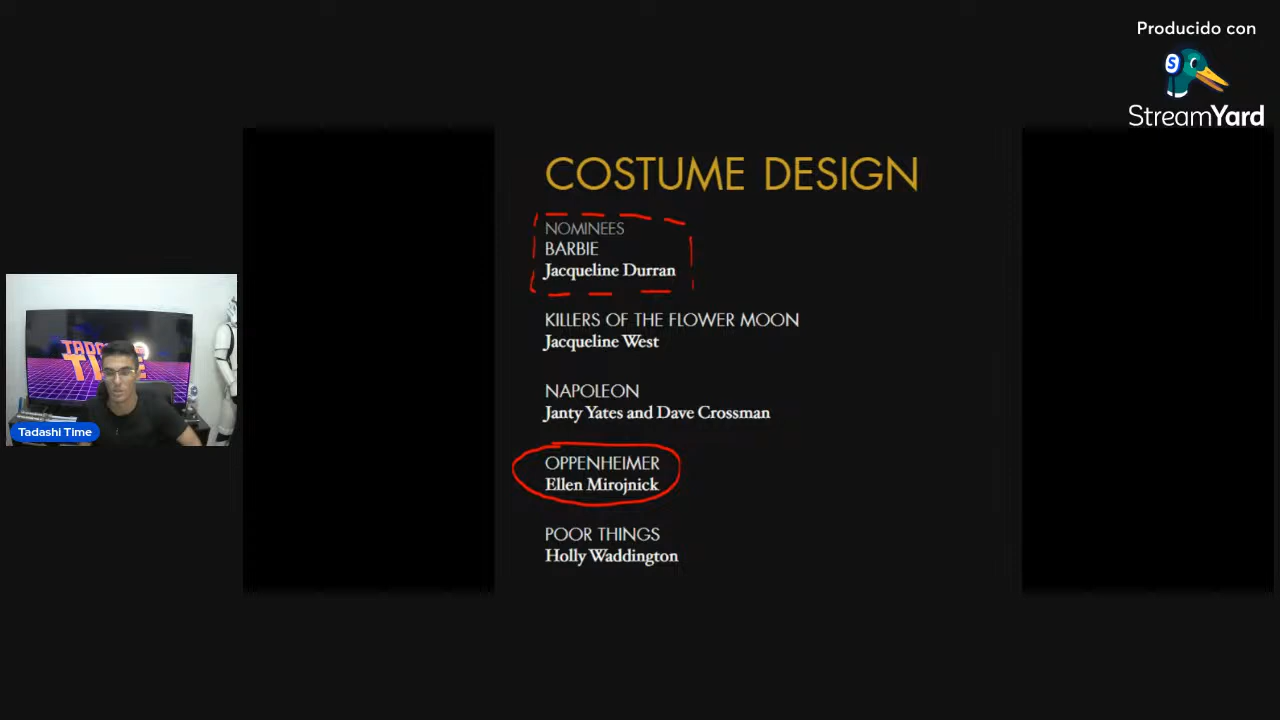 Producido con
S
StreamYard
COSTUME DESIGN
NOMINEES
BARBIE
Jacqueline Durran
KILLERS OF THE FLOWER MOON
Jacqueline West
NAPOLEON
Janty Yates and Dave Crossman
OPPENHEIMER
Ellen Mirojnick
POOR THINGS
Holly Waddington
Tadashi Time